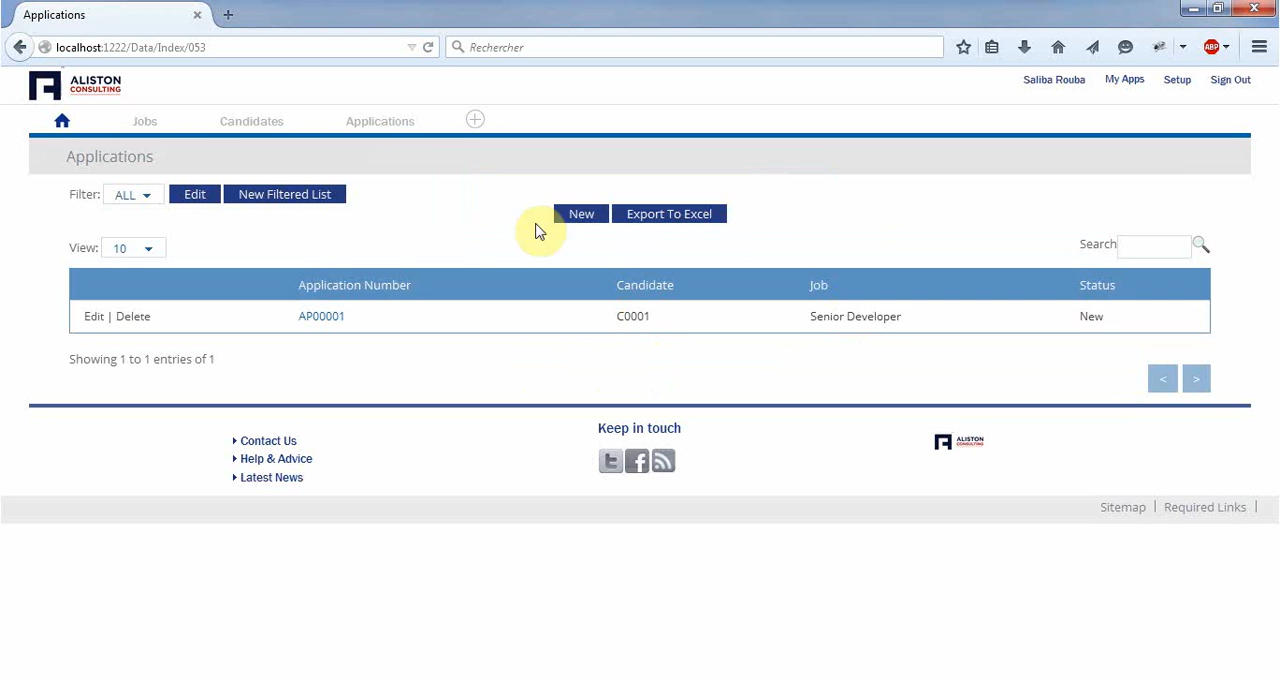 Applications
localhost:1222/Data/Index/053
Rechercher
ABP
ALISTON
CONSULTING
Saliba Rouba My Apps Setup Sign Out
Jobs Candidates Applications
Applications
Filter: ALL Edit New Filtered List
New Export To Excel
View: 10
Search
Application Number Candidate Job Status
Edit | Delete AP00001 C0001 Senior Developer New
Showing 1 to 1 entries of 1
< >
Contact Us
Help & Advice
Latest News
Keep in touch
ALISTON
CONSULTING
Sitemap | Required Links |